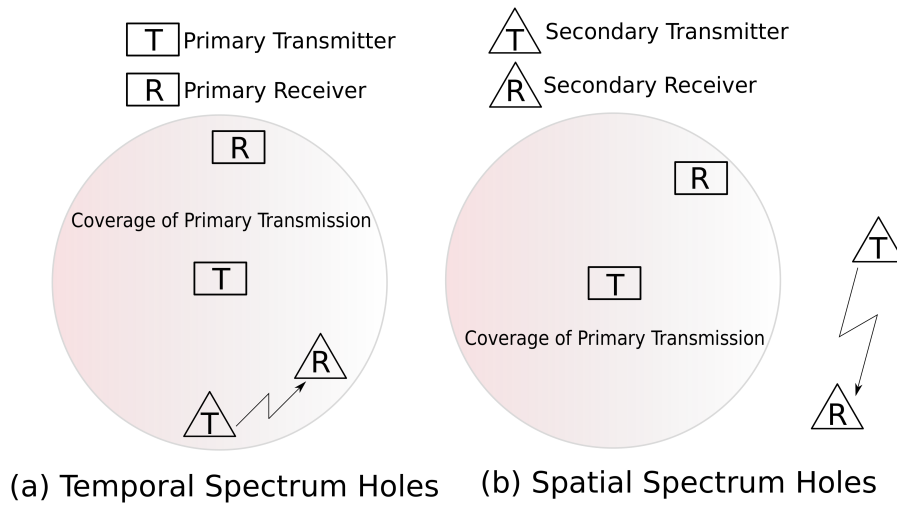 T Primary Transmitter
R Primary Receiver
T Secondary Transmitter
R Secondary Receiver
R
Coverage of Primary Transmission
T
R
T
(a) Temporal Spectrum Holes
R
T
Coverage of Primary Transmission
T
R
(b) Spatial Spectrum Holes